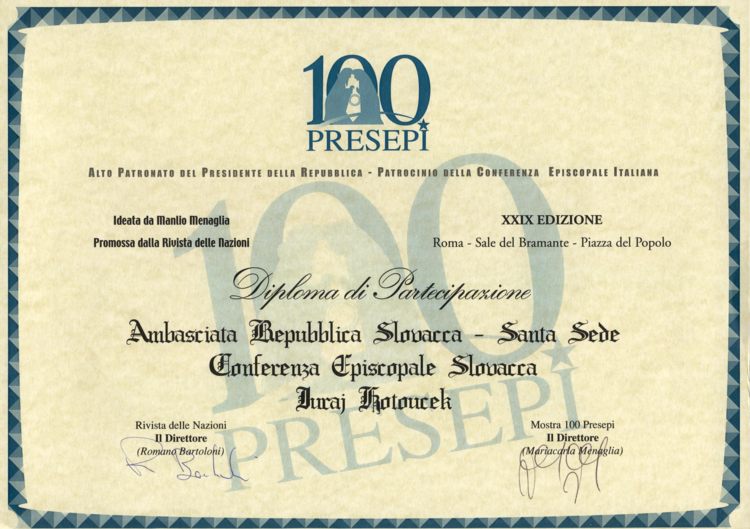 100
PRESEPI
ALTO PATRONATO DEL PRESIDENTE DELLA REPUBBLICA - PATROCINIO DELLA CONFERENZA EPISCOPALE ITALIANA
Ideata da Manlio Menaglia
Promossa dalla Rivista delle Nazioni
XXIX EDIZIONE
Roma - Sale del Bramante - Piazza del Popolo
Diploma di Partecipazione
Ambasciata Repubblica Slovacca - Santa Sede
Conferenza Episcopale Slovacca
Juraj Kotoucek
Rivista delle Nazioni
Il Direttore
(Romano Bartoloni)
Mostra 100 Presepi
Il Direttore
(Mariacarla Menaglia)
100
PRESEPI